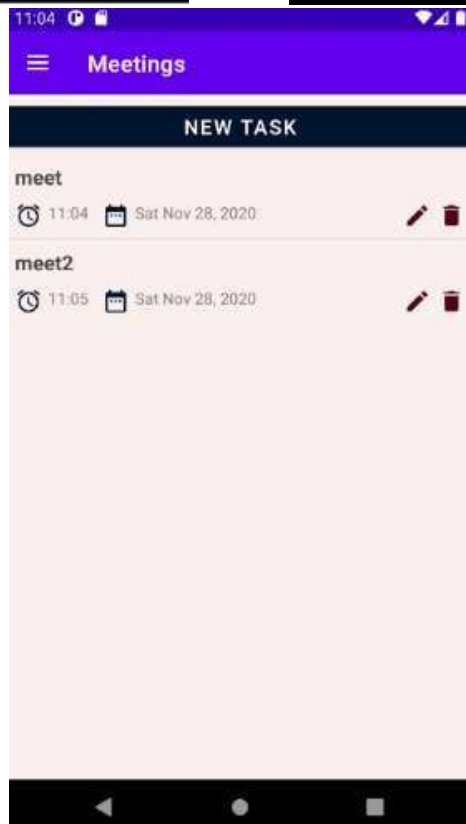 11:04
Meetings
NEW TASK
meet
11:04 Sat Nov 28, 2020
meet2
11:05 Sat Nov 28, 2020